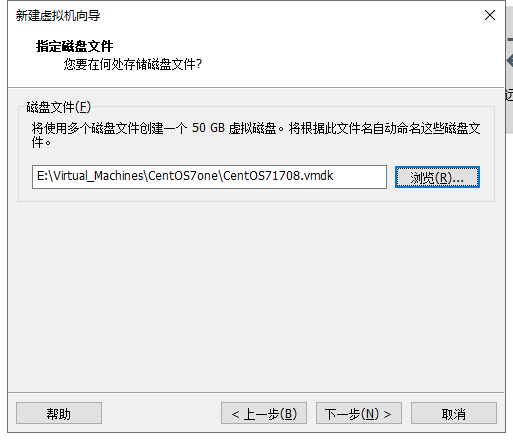 新建虚拟机向导
指定磁盘文件
您要在何处存储磁盘文件?
磁盘文件(F)
将使用多个磁盘文件创建一个 50 GB 虚拟磁盘。将根据此文件名自动命名这些磁盘文
件。
E:\Virtual_Machines\CentOS7one\CentOS71708.vmdk
浏览(R)...
帮助
< 上一步(B)
下一步(N) >
取消